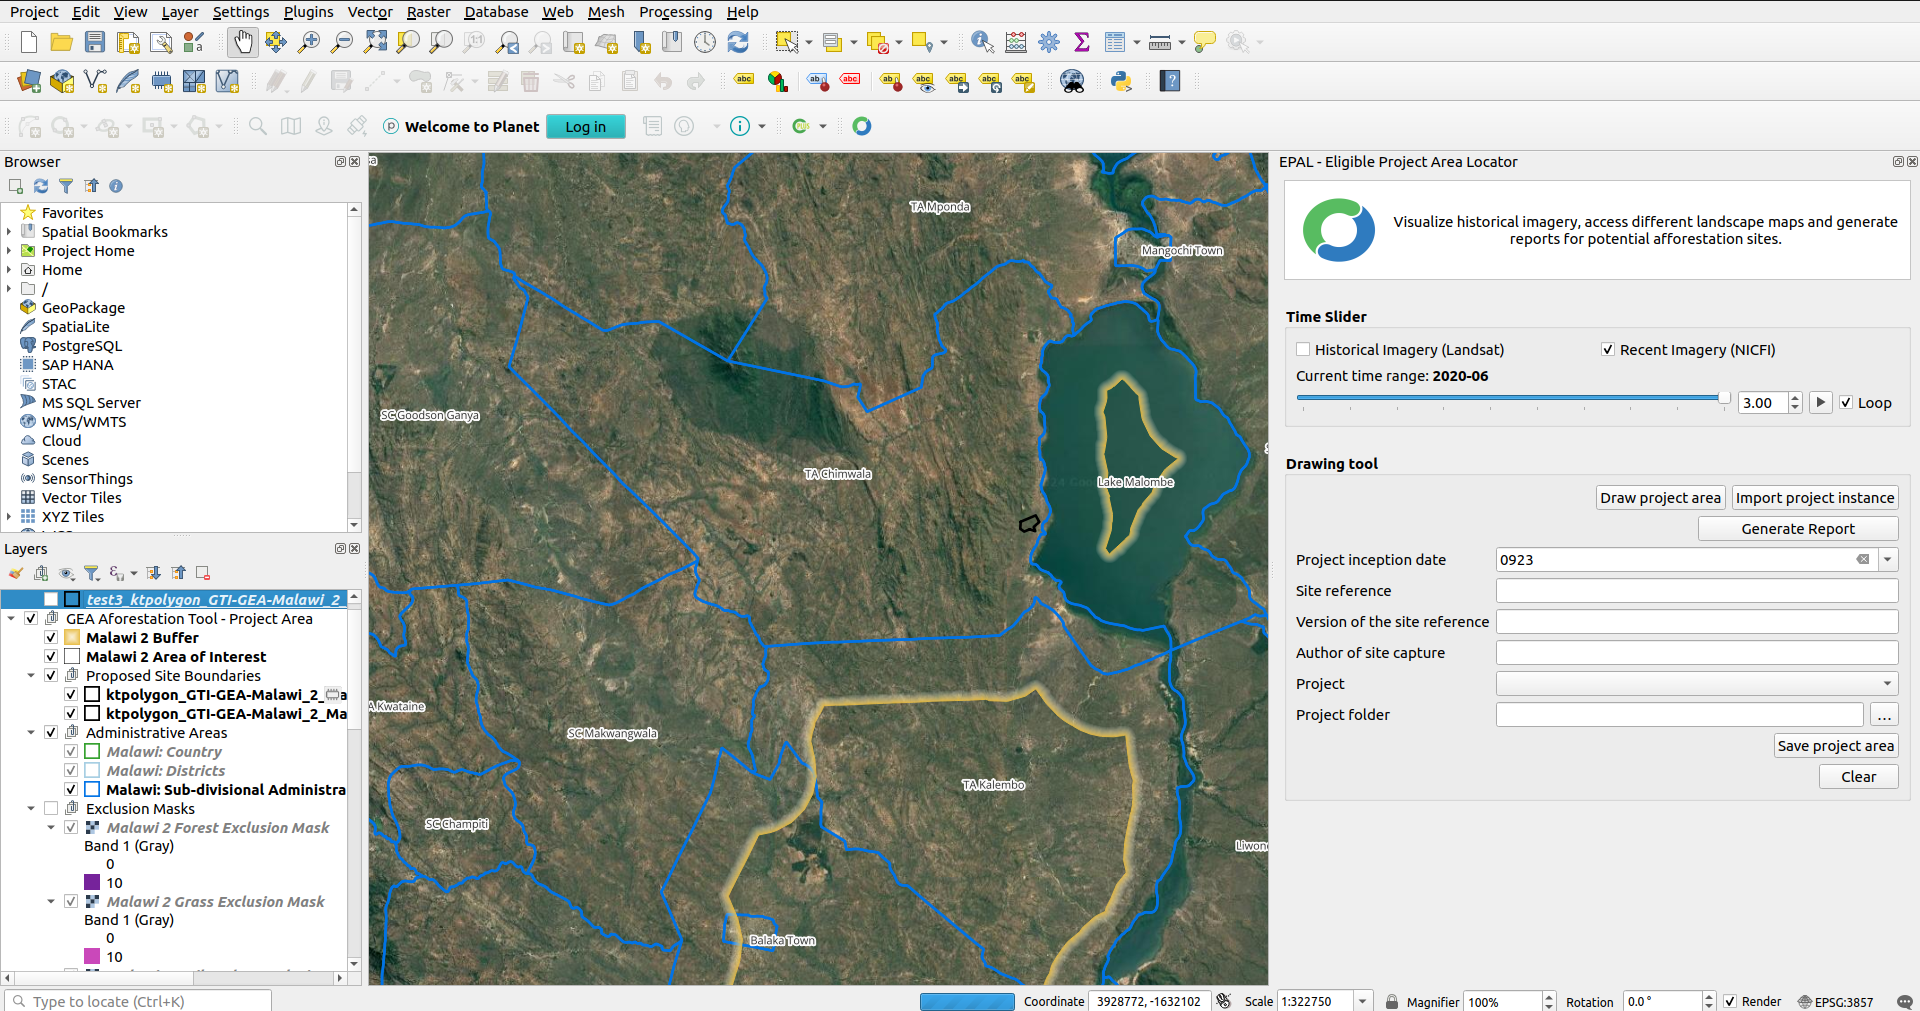 Project Edit View Layer Settings Plugins Vector Raster Database Web Mesh Processing Help
Welcome to Planet
Log in
Browser
Favorites
Spatial Bookmarks
Project Home
Home
/
GeoPackage
SpatiaLite
PostgreSQL
SAP HANA
STAC
MS SQL Server
WMS/WMTS
Cloud
Scenes
SensorThings
Vector Tiles
XYZ Tiles
Layers
test3_ktpolygon_GTI-GEA-Malawi_2_
GEA Aforestation Tool - Project Area
Malawi 2 Buffer
Malawi 2 Area of Interest
Proposed Site Boundaries
ktpolygon_GTI-GEA-Malawi_2_
ktpolygon_GTI-GEA-Malawi_2_Ma
Administrative Areas
Malawi: Country
Malawi: Districts
Malawi: Sub-divisional Administra
Exclusion Masks
Malawi 2 Forest Exclusion Mask
Band 1 (Gray)
0
10
Malawi 2 Grass Exclusion Mask
Band 1 (Gray)
0
10
Type to locate (Ctrl+K)
TA Mponda
Mangochi Town
SC Goodson Ganya
TA Chimwala
Lake Malombe
A Kwataine
SC Makwangwala
TA Kalembo
SC Champiti
Liwon
Balaka Town
EPAL - Eligible Project Area Locator
Visualize historical imagery, access different landscape maps and generate
reports for potential afforestation sites.
Time Slider
Historical Imagery (Landsat)
Recent Imagery (NICFI)
Current time range: 2020-06
3.00
Loop
Drawing tool
Draw project area
Import project instance
Generate Report
Project inception date 0923
Site reference
Version of the site reference
Author of site capture
Project
Project folder
...
Save project area
Clear
Coordinate 3928772, -1632102
Scale 1:322750
Magnifier 100%
Rotation 0.0 °
Render
EPSG:3857